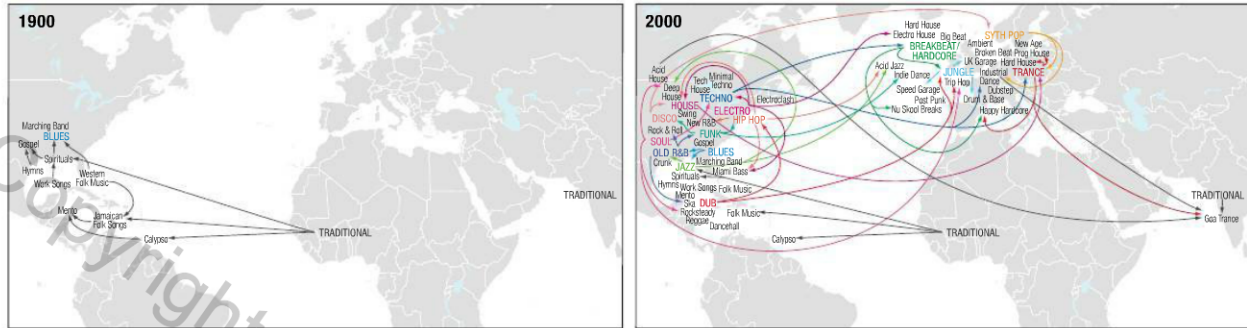 1900
Marching Band
BLUES
Gospel
Spirituals
Hymns
Western
Folk Music
Work Songs
Mento
Jamaican
Folk Songs
Calypso
TRADITIONAL
TRADITIONAL
Copyright
2000
Hard House
Electro House
Big Beat
SYTH POP
BREAKBEAT/
HARDCORE
Ambient
New Age
Broken Beat
Prog House
UK Garage
Hard House
Acid
House
Acid Jazz
JUNGLE
Industrial
TRANCE
Deep
House
Tech
House
Minimal
Techno
Indie Dance
Trip Hop
Dance
TECHNO
Electroclash
Speed Garage
Dubstep
HOUSE
ELECTRO
Post Punk
Drum & Base
Swing
Nu Skool Breaks
Happy Hardcore
DISCO
New R&B
HIP HOP
Rock & Roll
FUNK
SOUL
Gospel
OLD R&B
BLUES
Crunk
JAZZ
Marching Band
Miami Bass
Spirituals
Hymns
Work Songs
Folk Music
Mento
Ska
DUB
Rocksteady
Folk Music
Reggae
Dancehall
Calypso
TRADITIONAL
TRADITIONAL
Goa Trance